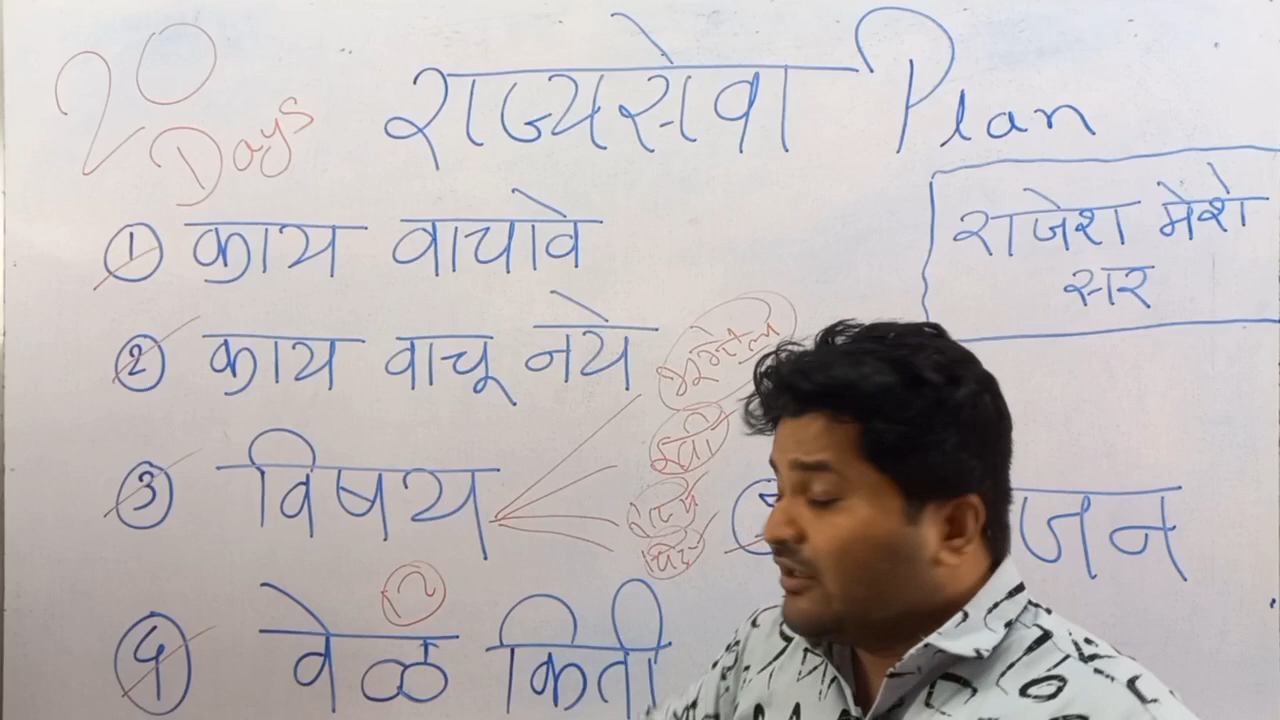 20 Days
राज्यसेवा Plan
राजेश मेशे
सर
① काय वाचावे
② काय वाचू नये
③ विषय
जन
④ वेळ किती